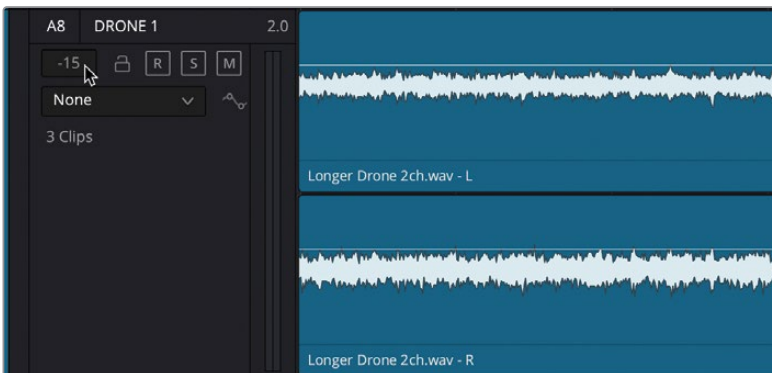 A8 DRONE 1 2.0
-15 R S M
None
3 Clips
Longer Drone 2ch.wav - L
Longer Drone 2ch.wav - R